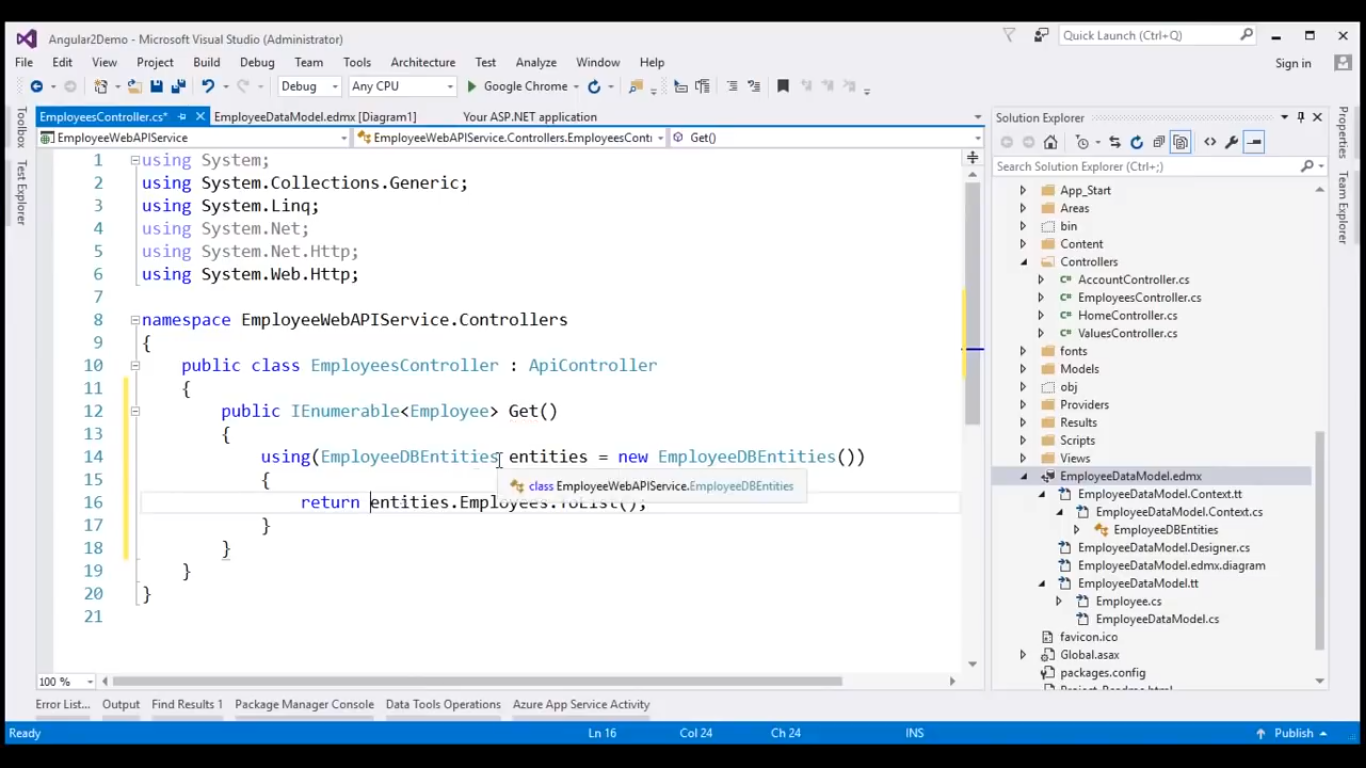 Angular2Demo - Microsoft Visual Studio (Administrator)
Quick Launch (Ctrl+Q)
File Edit View Project Build Debug Team Tools Architecture Test Analyze Window Help
Sign in
Debug Any CPU Google Chrome
EmployeesController.cs* EmployeeDataModel.edmx [Diagram1] Your ASP.NET application
EmployeeWebAPIService EmployeeWebAPIService.Controllers.EmployeesConti Get()
Toolbox
Test Explorer
1 using System;
2 using System.Collections.Generic;
3 using System.Linq;
4 using System.Net;
5 using System.Net.Http;
6 using System.Web.Http;
7
8 namespace EmployeeWebAPIService.Controllers
9 {
10 public class EmployeesController : ApiController
11 {
12 public IEnumerable<Employee> Get()
13 {
14 using(EmployeeDBEntities entities = new EmployeeDBEntities())
15 {
class EmployeeWebAPIService.EmployeeDBEntities
16 return entities.Employees.ToList();
17 }
18 }
19 }
20 }
21
100 %
Solution Explorer
Search Solution Explorer (Ctrl+;)
App_Start
Areas
bin
Content
Controllers
AccountController.cs
EmployeesController.cs
HomeController.cs
ValuesController.cs
fonts
Models
obj
Providers
Results
Scripts
Views
EmployeeDataModel.edmx
EmployeeDataModel.Context.tt
EmployeeDataModel.Context.cs
EmployeeDBEntities
EmployeeDataModel.Designer.cs
EmployeeDataModel.edmx.diagram
EmployeeDataModel.tt
Employee.cs
EmployeeDataModel.cs
favicon.ico
Global.asax
packages.config
Project_Readme.html
Properties
Team Explorer
Error List... Output Find Results 1 Package Manager Console Data Tools Operations Azure App Service Activity
Ready Ln 16 Col 24 Ch 24 INS Publish